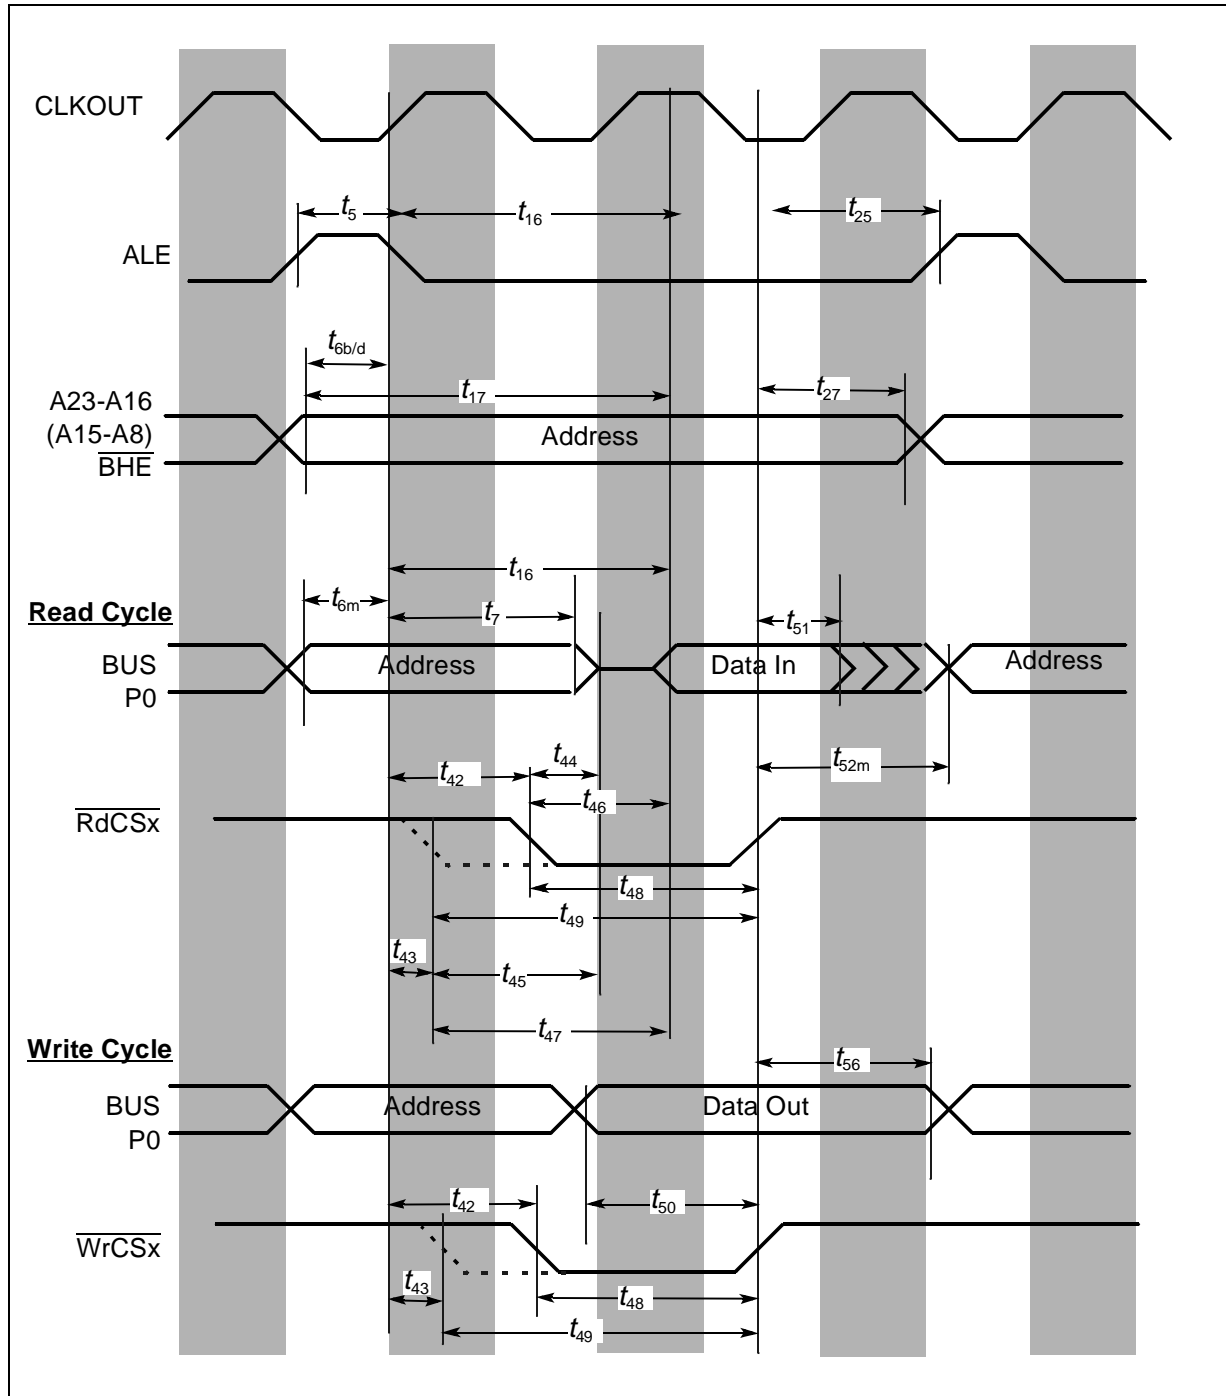 CLKOUT
t5 t16 t25
ALE
t6b/d
t17 t27
A23-A16
(A15-A8) Address
BHE
t16
t6m t7 t51
Read Cycle
BUS Address Data In Address
P0
t44
t42 t52m
t46
RdCSx
t48
t49
t43 t45
t47
Write Cycle
t56
BUS Address Data Out
P0
t42 t50
WrCSx
t43 t48
t49